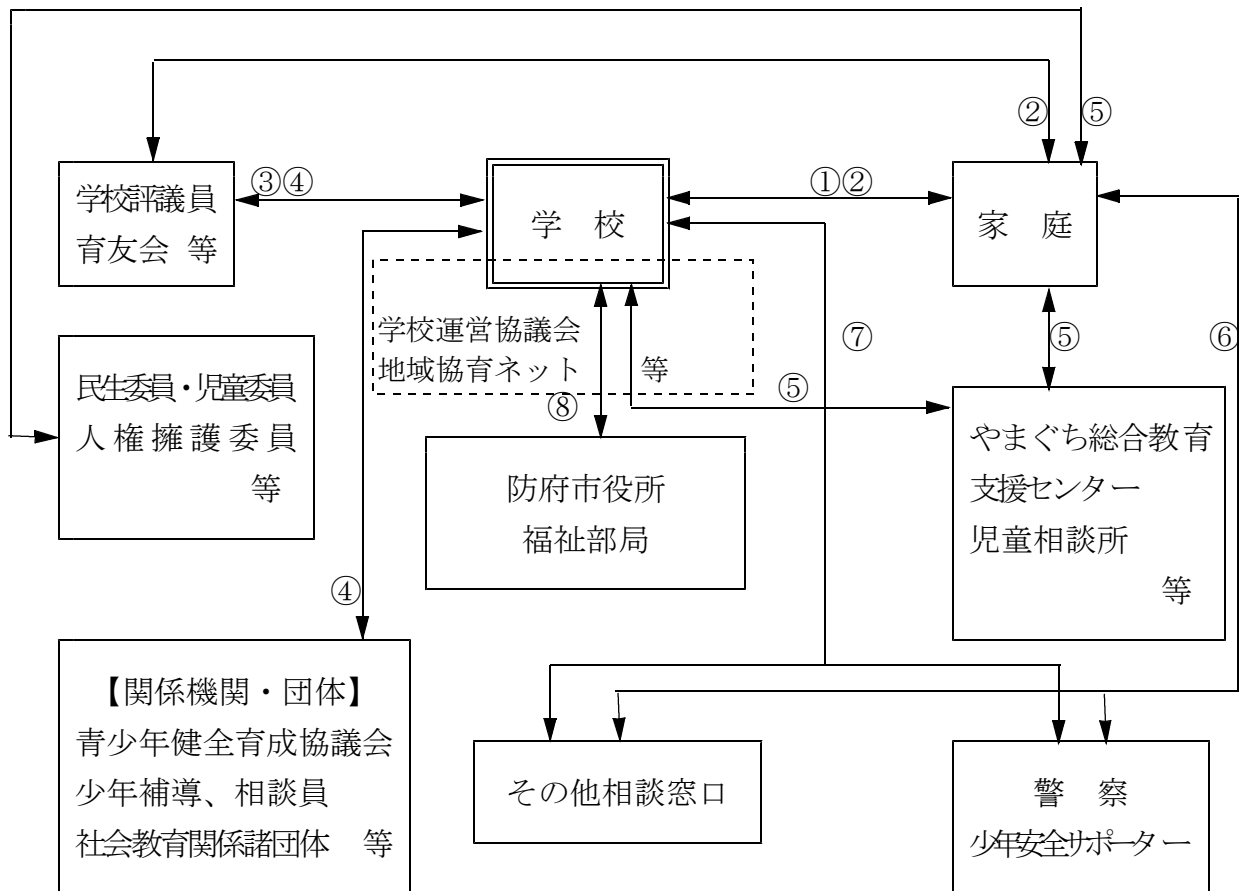 ② ⑤
学校評議員
育友会 等
③④
学 校
①②
家 庭
学校運営協議会
地域協育ネット 等
⑦
⑤
⑥
民生委員・児童委員
人権擁護委員
等
⑧
⑤
防府市役所
福祉部局
やまぐち総合教育
支援センター
児童相談所
等
④
【関係機関・団体】
青少年健全育成協議会
少年補導、相談員
社会教育関係諸団体 等
その他相談窓口
警 察
少年安全サポーター